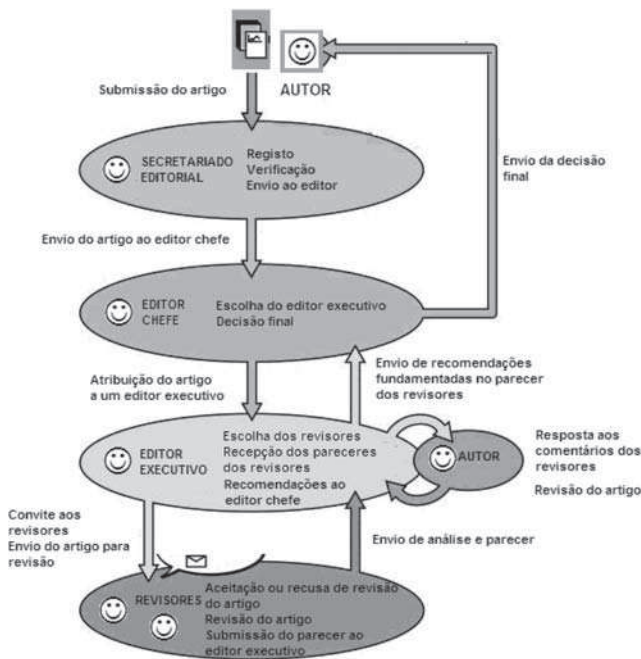 AUTOR
Submissão do artigo
SECRETARIADO
EDITORIAL
Registo
Verificação
Envio ao editor
Envio da decisão
final
Envio do artigo ao editor chefe
EDITOR
CHEFE
Escolha do editor executivo
Decisão final
Atribuição do artigo
a um editor executivo
Envio de recomendações
fundamentadas no parecer
dos revisores
EDITOR
EXECUTIVO
Escolha dos revisores
Recepção dos pareceres
dos revisores
Recomendações ao
editor chefe
AUTOR
Resposta aos
comentários dos
revisores
Revisão do artigo
Convite aos
revisores
Envio do artigo para
revisão
Envio de análise e parecer
REVISORES
Aceitação ou recusa de revisão
do artigo
Revisão do artigo
Submissão do parecer ao
editor executivo